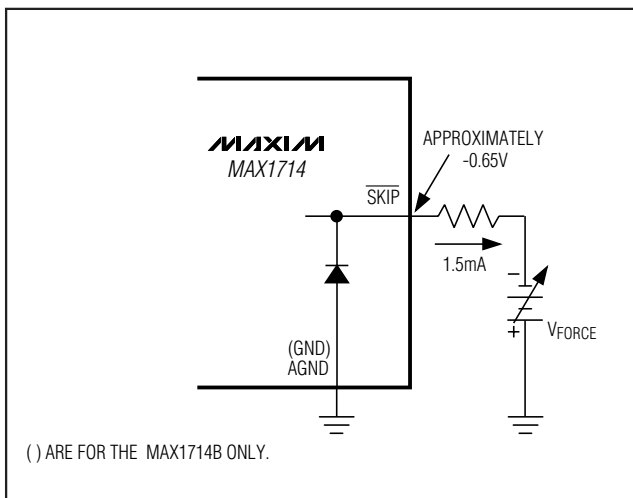 MAXIM
MAX1714
APPROXIMATELY
-0.65V
SKIP
1.5mA
−
+
VFORCE
(GND)
AGND
( ) ARE FOR THE MAX1714B ONLY.